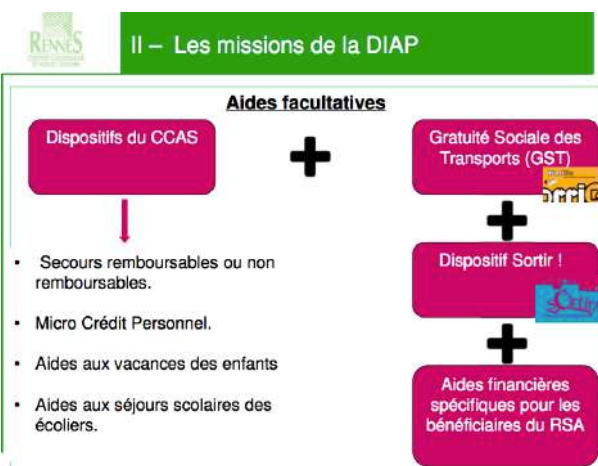 RENNES
II – Les missions de la DIAP
Aides facultatives
Dispositifs du CCAS
• Secours remboursables ou non
remboursables.
• Micro Crédit Personnel.
• Aides aux vacances des enfants
• Aides aux séjours scolaires des
écoliers.
Gratuité Sociale des
Transports (GST)
Dispositif Sortir !
Aides financières
spécifiques pour les
bénéficiaires du RSA